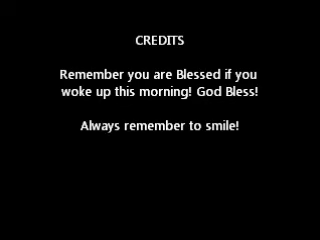 CREDITS
Remember you are Blessed if you
woke up this morning! God Bless!
Always remember to smile!